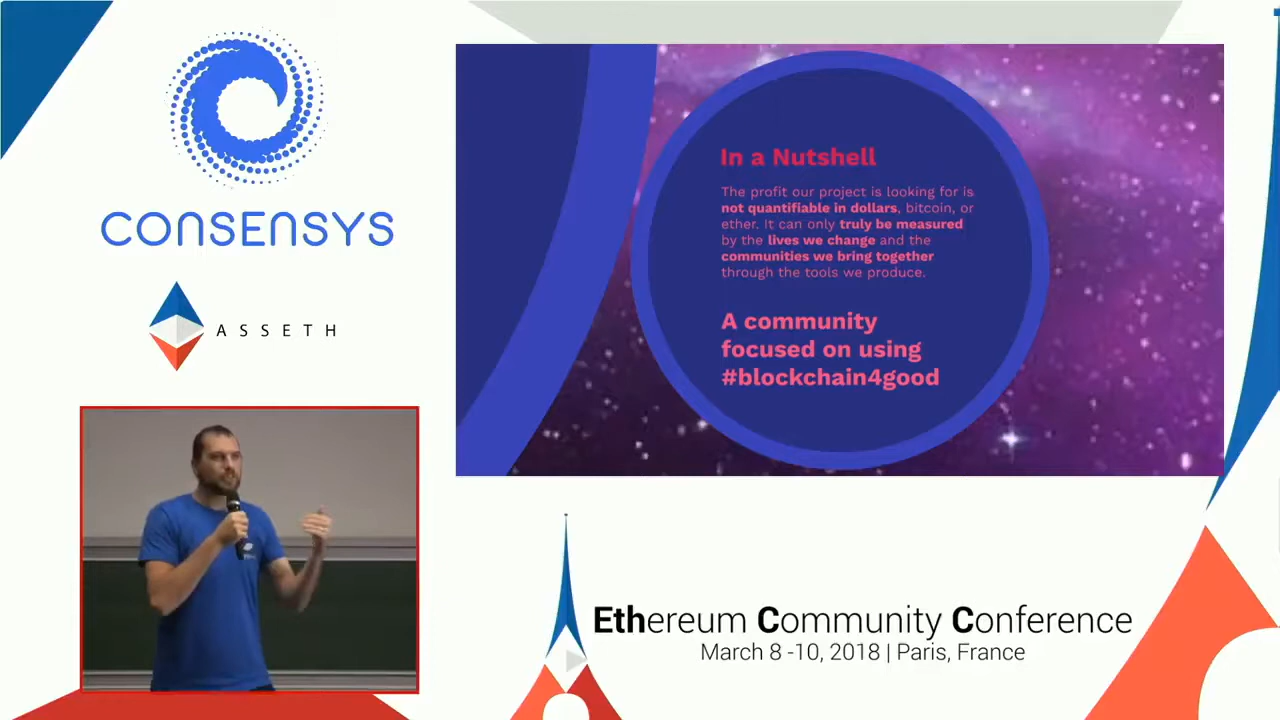 CONSENSYS
ASSETH
In a Nutshell
The profit our project is looking for is
not quantifiable in dollars, bitcoin, or
ether. It can only truly be measured
by the lives we change and the
communities we bring together
through the tools we produce.
A community
focused on using
#blockchain4good
Ethereum Community Conference
March 8 -10, 2018 | Paris, France